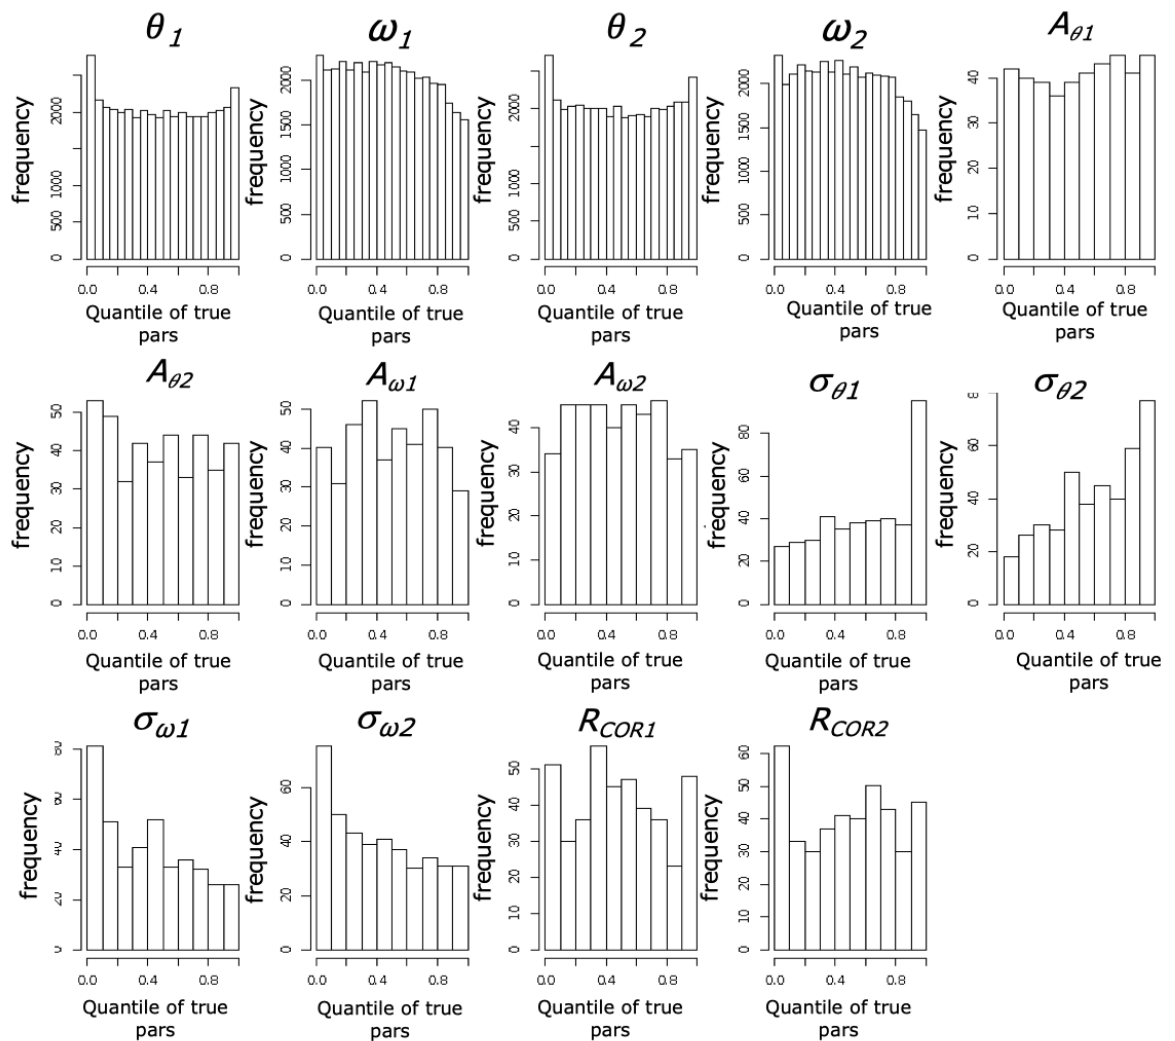 θ1 ω1 θ2 ω2 Aθ1
frequency frequency frequency frequency frequency
0 500 1000 2000
0 500 1000 1500 2000
0 500 1000 2000
0 500 1000 1500 2000
0 10 20 30 40
0.0 0.4 0.8 0.0 0.4 0.8 0.0 0.4 0.8 0.0 0.4 0.8 0.0 0.4 0.8
Quantile of true Quantile of true Quantile of true Quantile of true Quantile of true
pars pars pars pars pars
Aθ2 Aω1 Aω2 σθ1 σθ2
frequency frequency frequency frequency frequency
0 10 20 30 40 50
0 10 20 30 40 50
0 10 20 30 40
0 20 40 60 80
0 20 40 60 8
0.0 0.4 0.8 0.0 0.4 0.8 0.0 0.4 0.8 0.0 0.4 0.8 0.0 0.4 0.8
Quantile of true Quantile of true Quantile of true Quantile of true Quantile of true
pars pars pars pars pars
σω1 σω2 RCOR1 RCOR2
frequency frequency frequency frequency
0 20 40 60
0 10 20 30 40 50
0 10 20 30 40 50 60
0.0 0.4 0.8 0.0 0.4 0.8 0.0 0.4 0.8 0.0 0.4 0.8
Quantile of true Quantile of true Quantile of true Quantile of true
pars pars pars pars